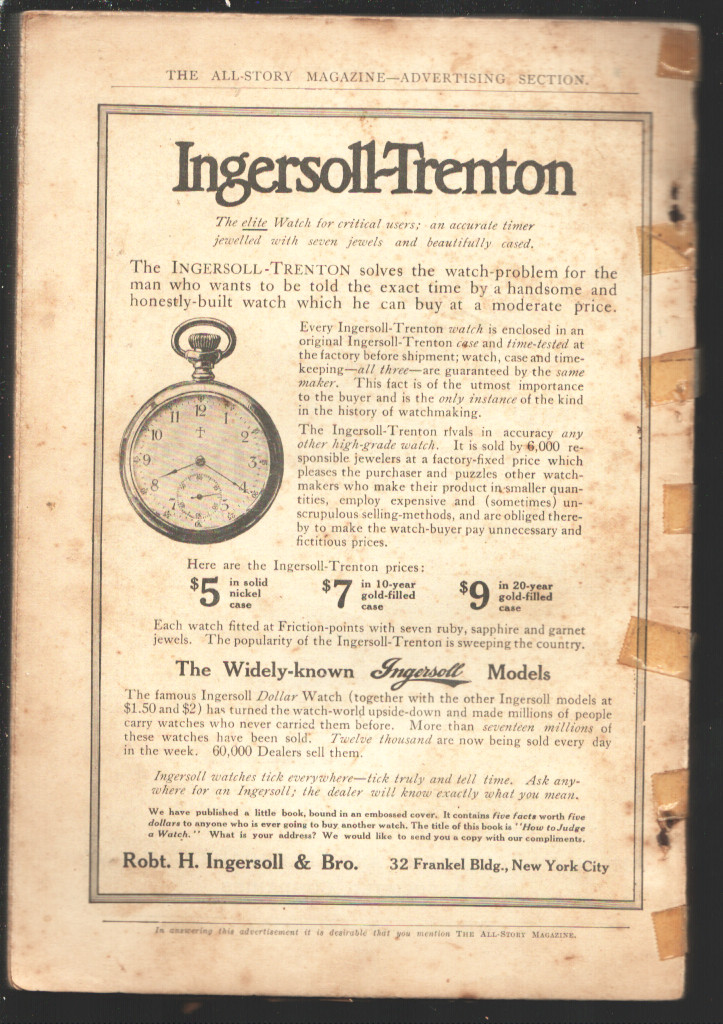 THE ALL-STORY MAGAZINE—ADVERTISING SECTION.
Ingersoll-Trenton
The elite Watch for critical users; an accurate timer
jewelled with seven jewels and beautifully cased.
The INGERSOLL-TRENTON solves the watch-problem for the
man who wants to be told the exact time by a handsome and
honestly-built watch which he can buy at a moderate price.
Every Ingersoll-Trenton watch is enclosed in an
original Ingersoll-Trenton case and time-tested at
the factory before shipment; watch, case and time-
keeping—all three—are guaranteed by the same
maker. This fact is of the utmost importance
to the buyer and is the only instance of the kind
in the history of watchmaking.
The Ingersoll-Trenton rivals in accuracy any
other high-grade watch. It is sold by 6,000 re-
sponsible jewelers at a factory-fixed price which
pleases the purchaser and puzzles other watch-
makers who make their product in smaller quan-
tities, employ expensive and (sometimes) un-
scrupulous selling-methods, and are obliged there-
by to make the watch-buyer pay unnecessary and
fictitious prices.
12
11 1
10 2
9 3
8 4
7 5
Here are the Ingersoll-Trenton prices:
$5 in solid nickel case $7 in 10-year gold-filled case $9 in 20-year gold-filled case
Each watch fitted at Friction-points with seven ruby, sapphire and garnet
jewels. The popularity of the Ingersoll-Trenton is sweeping the country.
The Widely-known Ingersoll Models
The famous Ingersoll Dollar Watch (together with the other Ingersoll models at
$1.50 and $2) has turned the watch-world upside-down and made millions of people
carry watches who never carried them before. More than seventeen millions of
these watches have been sold. Twelve thousand are now being sold every day
in the week. 60,000 Dealers sell them.
Ingersoll watches tick everywhere—tick truly and tell time. Ask any-
where for an Ingersoll; the dealer will know exactly what you mean.
We have published a little book, bound in an embossed cover. It contains five facts worth five
dollars to anyone who is ever going to buy another watch. The title of this book is "How to Judge
a Watch." What is your address? We would like to send you a copy with our compliments.
Robt. H. Ingersoll & Bro. 32 Frankel Bldg., New York City
In answering this advertisement it is desirable that you mention THE ALL-STORY MAGAZINE.